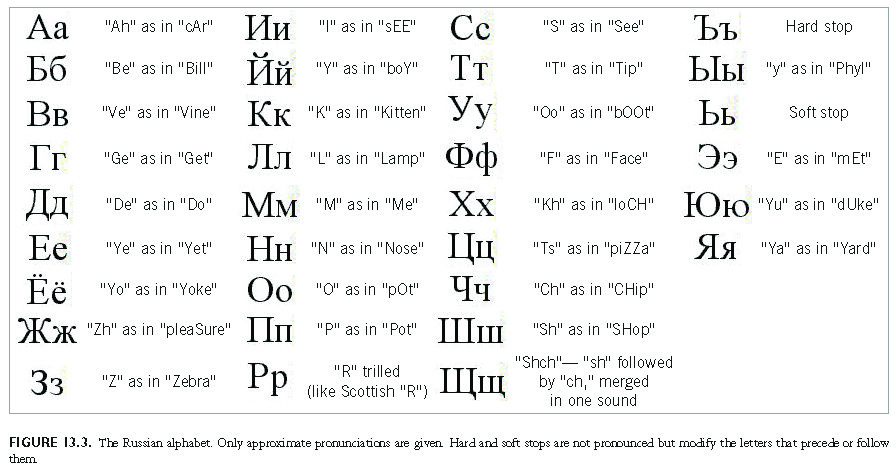 Аа "Ah" as in "cAr" Ии "I" as in "sEE" Сс "S" as in "See" Ъъ Hard stop
Бб "Be" as in "Bill" Йй "Y" as in "boY" Тт "T" as in "Tip" Ыы "y" as in "Phyl"
Вв "Ve" as in "Vine" Кк "K" as in "Kitten" Уу "Oo" as in "bOOt" Ьь Soft stop
Гг "Ge" as in "Get" Лл "L" as in "Lamp" Фф "F" as in "Face" Ээ "E" as in "mEt"
Дд "De" as in "Do" Мм "M" as in "Me" Хх "Kh" as in "loCH" Юю "Yu" as in "dUke"
Ее "Ye" as in "Yet" Нн "N" as in "Nose" Цц "Ts" as in "piZZa" Яя "Ya" as in "Yard"
Ёё "Yo" as in "Yoke" Оо "O" as in "pOt" Чч "Ch" as in "CHip"
Жж "Zh" as in "pleaSure" Пп "P" as in "Pot" Шш "Sh" as in "SHop"
Зз "Z" as in "Zebra" Рр "R" trilled (like Scottish "R") Щщ "Shch"— "sh" followed by "ch," merged in one sound
FIGURE 13.3. The Russian alphabet. Only approximate pronunciations are given. Hard and soft stops are not pronounced but modify the letters that precede or follow
them.